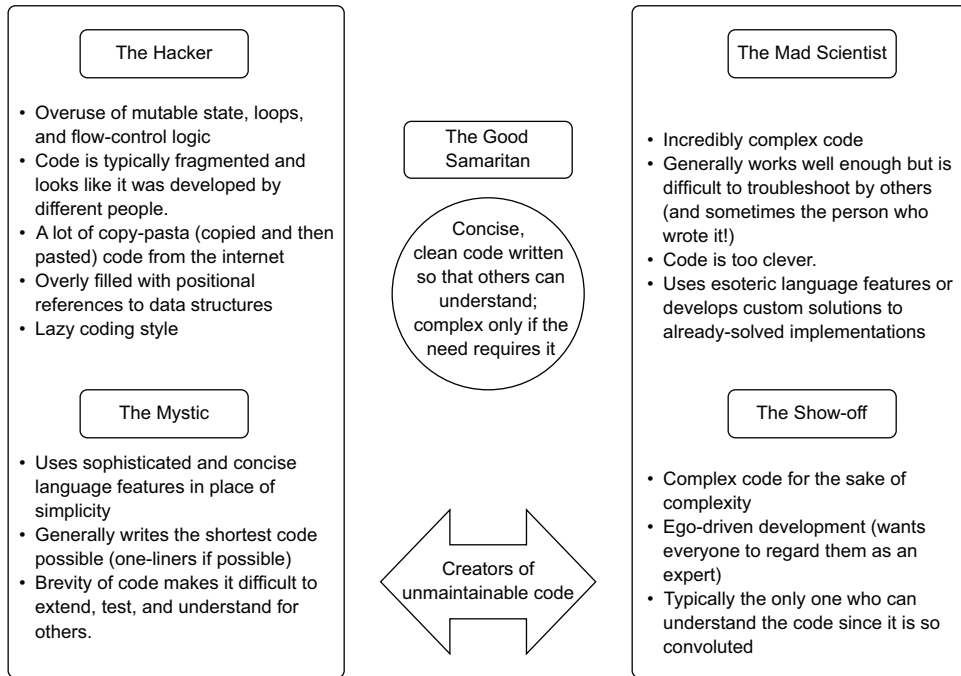 The Hacker
• Overuse of mutable state, loops,
and flow-control logic
• Code is typically fragmented and
looks like it was developed by
different people.
• A lot of copy-pasta (copied and then
pasted) code from the internet
• Overly filled with positional
references to data structures
• Lazy coding style
The Mystic
• Uses sophisticated and concise
language features in place of
simplicity
• Generally writes the shortest code
possible (one-liners if possible)
• Brevity of code makes it difficult to
extend, test, and understand for
others.
The Good
Samaritan
Concise,
clean code written
so that others can
understand;
complex only if the
need requires it
Creators of
unmaintainable code
The Mad Scientist
• Incredibly complex code
• Generally works well enough but is
difficult to troubleshoot by others
(and sometimes the person who
wrote it!)
• Code is too clever.
• Uses esoteric language features or
develops custom solutions to
already-solved implementations
The Show-off
• Complex code for the sake of
complexity
• Ego-driven development (wants
everyone to regard them as an
expert)
• Typically the only one who can
understand the code since it is so
convoluted